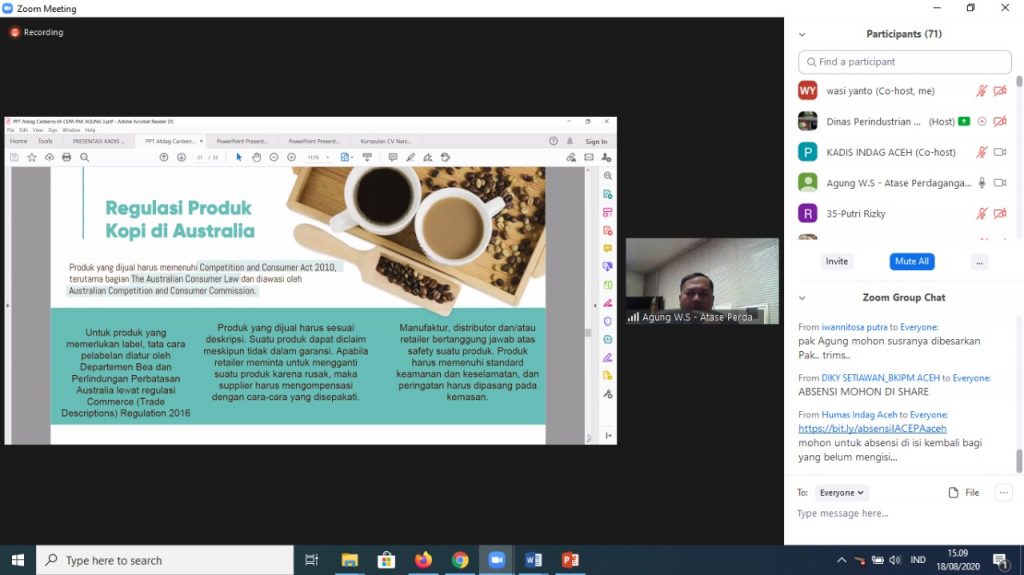 Zoom Meeting
Recording
PPT Atdag Canberra IA CEPA PAK AGUNG 3.pdf - Adobe Acrobat Reader DC
File Edit View Sign Window Help
Home Tools PRESENTASI KADIS ... PPT Atdag Canberr... × PowerPoint Present... PowerPoint Present... Kumpulan CV Nars... Sign In
21 / 33 112%
Regulasi Produk
Kopi di Australia
Produk yang dijual harus memenuhi Competition and Consumer Act 2010,
terutama bagian The Australian Consumer Law dan diawasi oleh
Australian Competition and Consumer Commission.
Untuk produk yang
memerlukan label, tata cara
pelabelan diatur oleh
Departemen Bea dan
Perlindungan Perbatasan
Australia lewat regulasi
Commerce (Trade
Descriptions) Regulation 2016
Produk yang dijual harus sesuai
deskripsi. Suatu produk dapat diclaim
meskipun tidak dalam garansi. Apabila
retailer meminta untuk mengganti
suatu produk karena rusak, maka
supplier harus mengompensasi
dengan cara-cara yang disepakati.
Manufaktur, distributor dan/atau
retailer bertanggung jawab atas
safety suatu produk. Produk
harus memenuhi standard
keamanan dan keselamatan, dan
peringatan harus dipasang pada
kemasan.
Agung W.S - Atase Perda...
Participants (71)
Find a participant
WY wasi yanto (Co-host, me)
Dinas Perindustrian ... (Host)
P KADIS INDAG ACEH (Co-host)
Agung W.S - Atase Perdaganga...
R 35-Putri Rizky
Invite Mute All ...
Zoom Group Chat
From iwannitosa putra to Everyone:
pak Agung mohon susranya dibesarkan
Pak.. trims..
From DIKY SETIAWAN_BKIPM ACEH to Everyone:
ABSENSI MOHON DI SHARE
From Humas Indag Aceh to Everyone:
https://bit.ly/absensiIACEPAaceh
mohon untuk absensi di isi kembali bagi
yang belum mengisi...
To: Everyone File ...
Type message here...
Type here to search
IND
15.09
18/08/2020
1